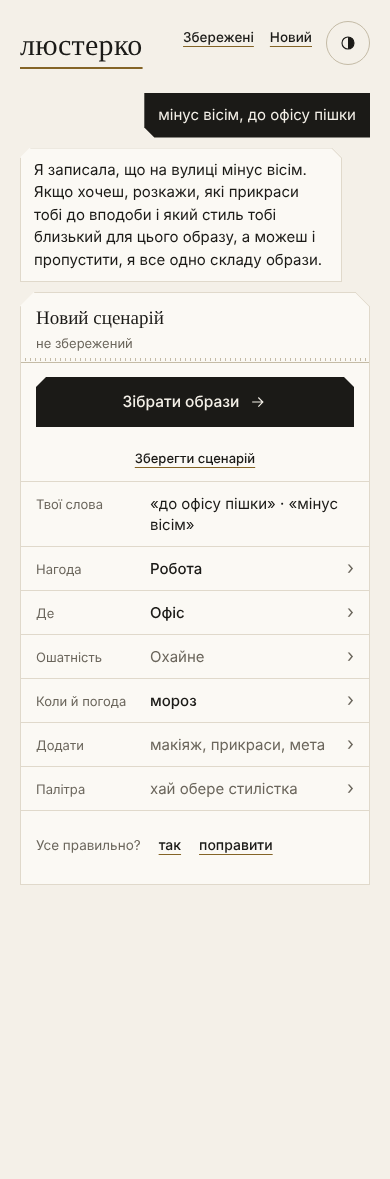 люстерко
Збережені Новий
мінус вісім, до офісу пішки
Я записала, що на вулиці мінус вісім.
Якщо хочеш, розкажи, які прикраси
тобі до вподоби і який стиль тобі
близький для цього образу, а можеш і
пропустити, я все одно складу образи.
Новий сценарій
не збережений
Зібрати образи →
Зберегти сценарій
Твої слова «до офісу пішки» · «мінус
вісім»
Нагода Робота
Де Офіс
Ошатність Охайне
Коли й погода мороз
Додати макіяж, прикраси, мета
Палітра хай обере стилістка
Усе правильно? так поправити